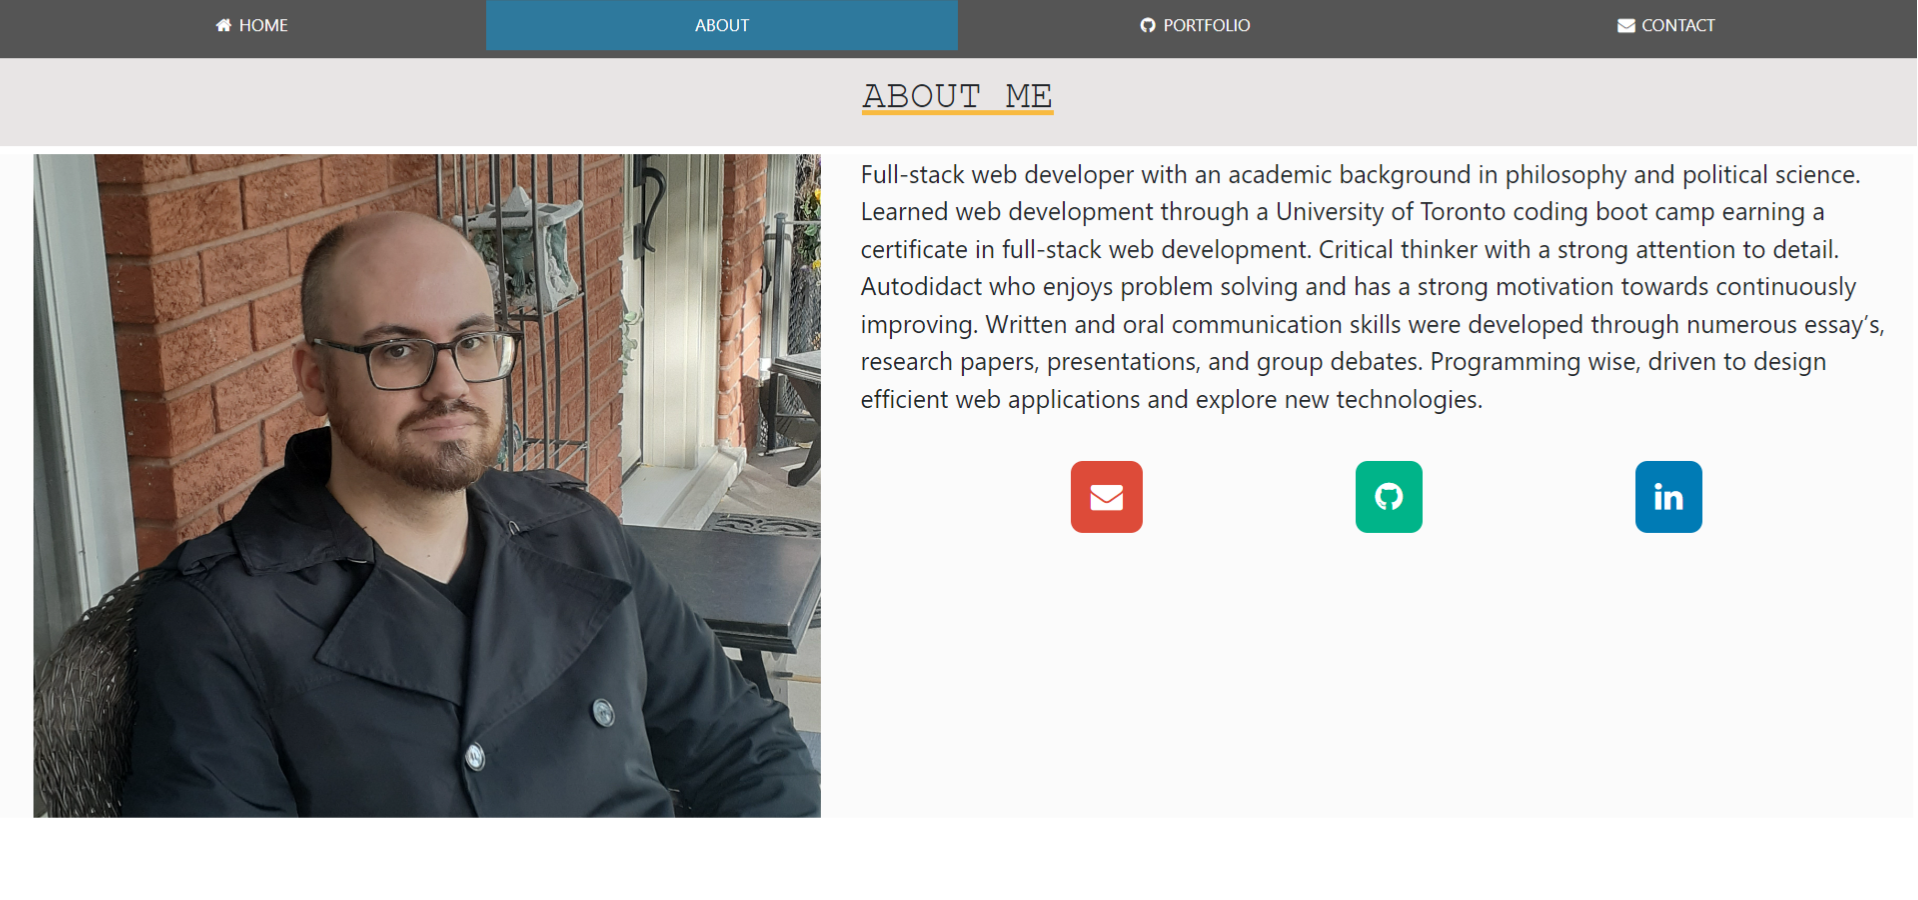 HOME
ABOUT
PORTFOLIO
CONTACT
ABOUT ME
Full-stack web developer with an academic background in philosophy and political science.
Learned web development through a University of Toronto coding boot camp earning a
certificate in full-stack web development. Critical thinker with a strong attention to detail.
Autodidact who enjoys problem solving and has a strong motivation towards continuously
improving. Written and oral communication skills were developed through numerous essay’s,
research papers, presentations, and group debates. Programming wise, driven to design
efficient web applications and explore new technologies.
in